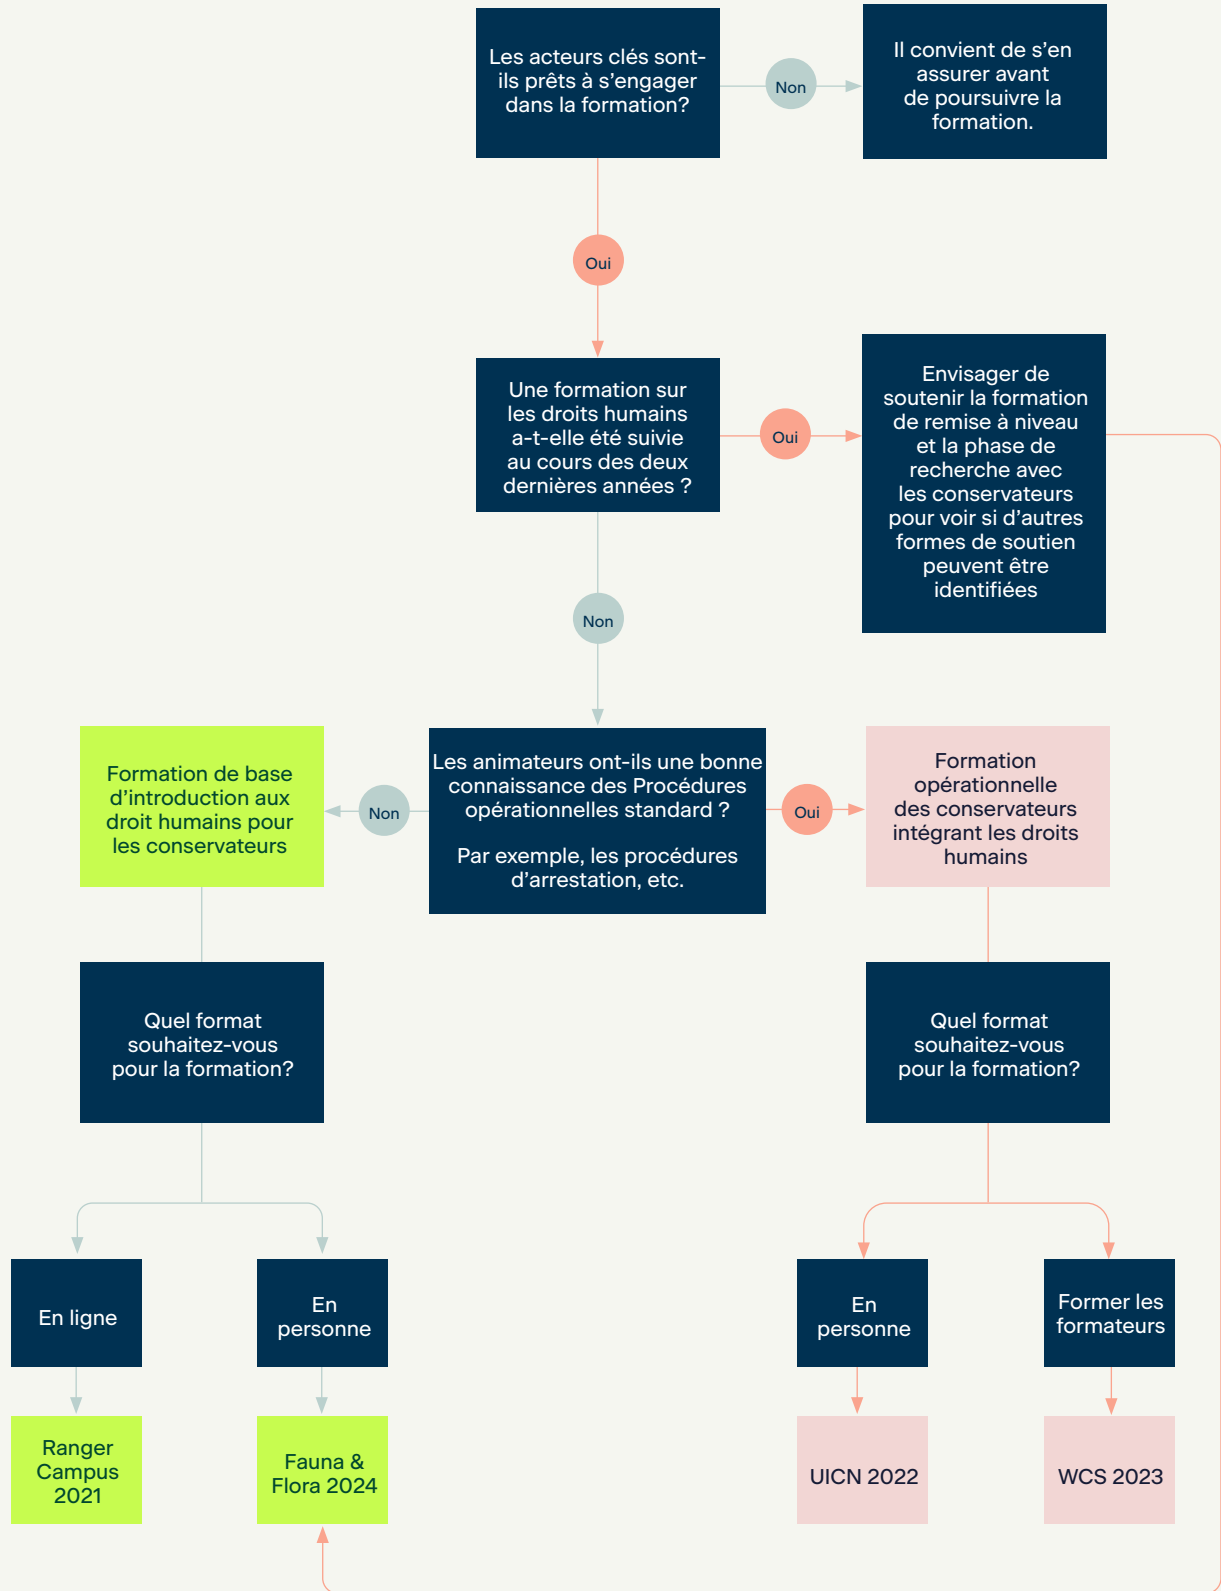 Les acteurs clés sont-
ils prêts à s’engager
dans la formation?
Non
Il convient de s’en
assurer avant
de poursuivre la
formation.
Oui
Une formation sur
les droits humains
a-t-elle été suivie
au cours des deux
dernières années ?
Oui
Envisager de
soutenir la formation
de remise à niveau
et la phase de
recherche avec
les conservateurs
pour voir si d’autres
formes de soutien
peuvent être
identifiées
Non
Formation de base
d’introduction aux
droit humains pour
les conservateurs
Non
Les animateurs ont-ils une bonne
connaissance des Procédures
opérationnelles standard ?
Par exemple, les procédures
d’arrestation, etc.
Oui
Formation
opérationnelle
des conservateurs
intégrant les droits
humains
Quel format
souhaitez-vous
pour la formation?
Quel format
souhaitez-vous
pour la formation?
En ligne
En
personne
En
personne
Former les
formateurs
Ranger
Campus
2021
Fauna &
Flora 2024
UICN 2022
WCS 2023